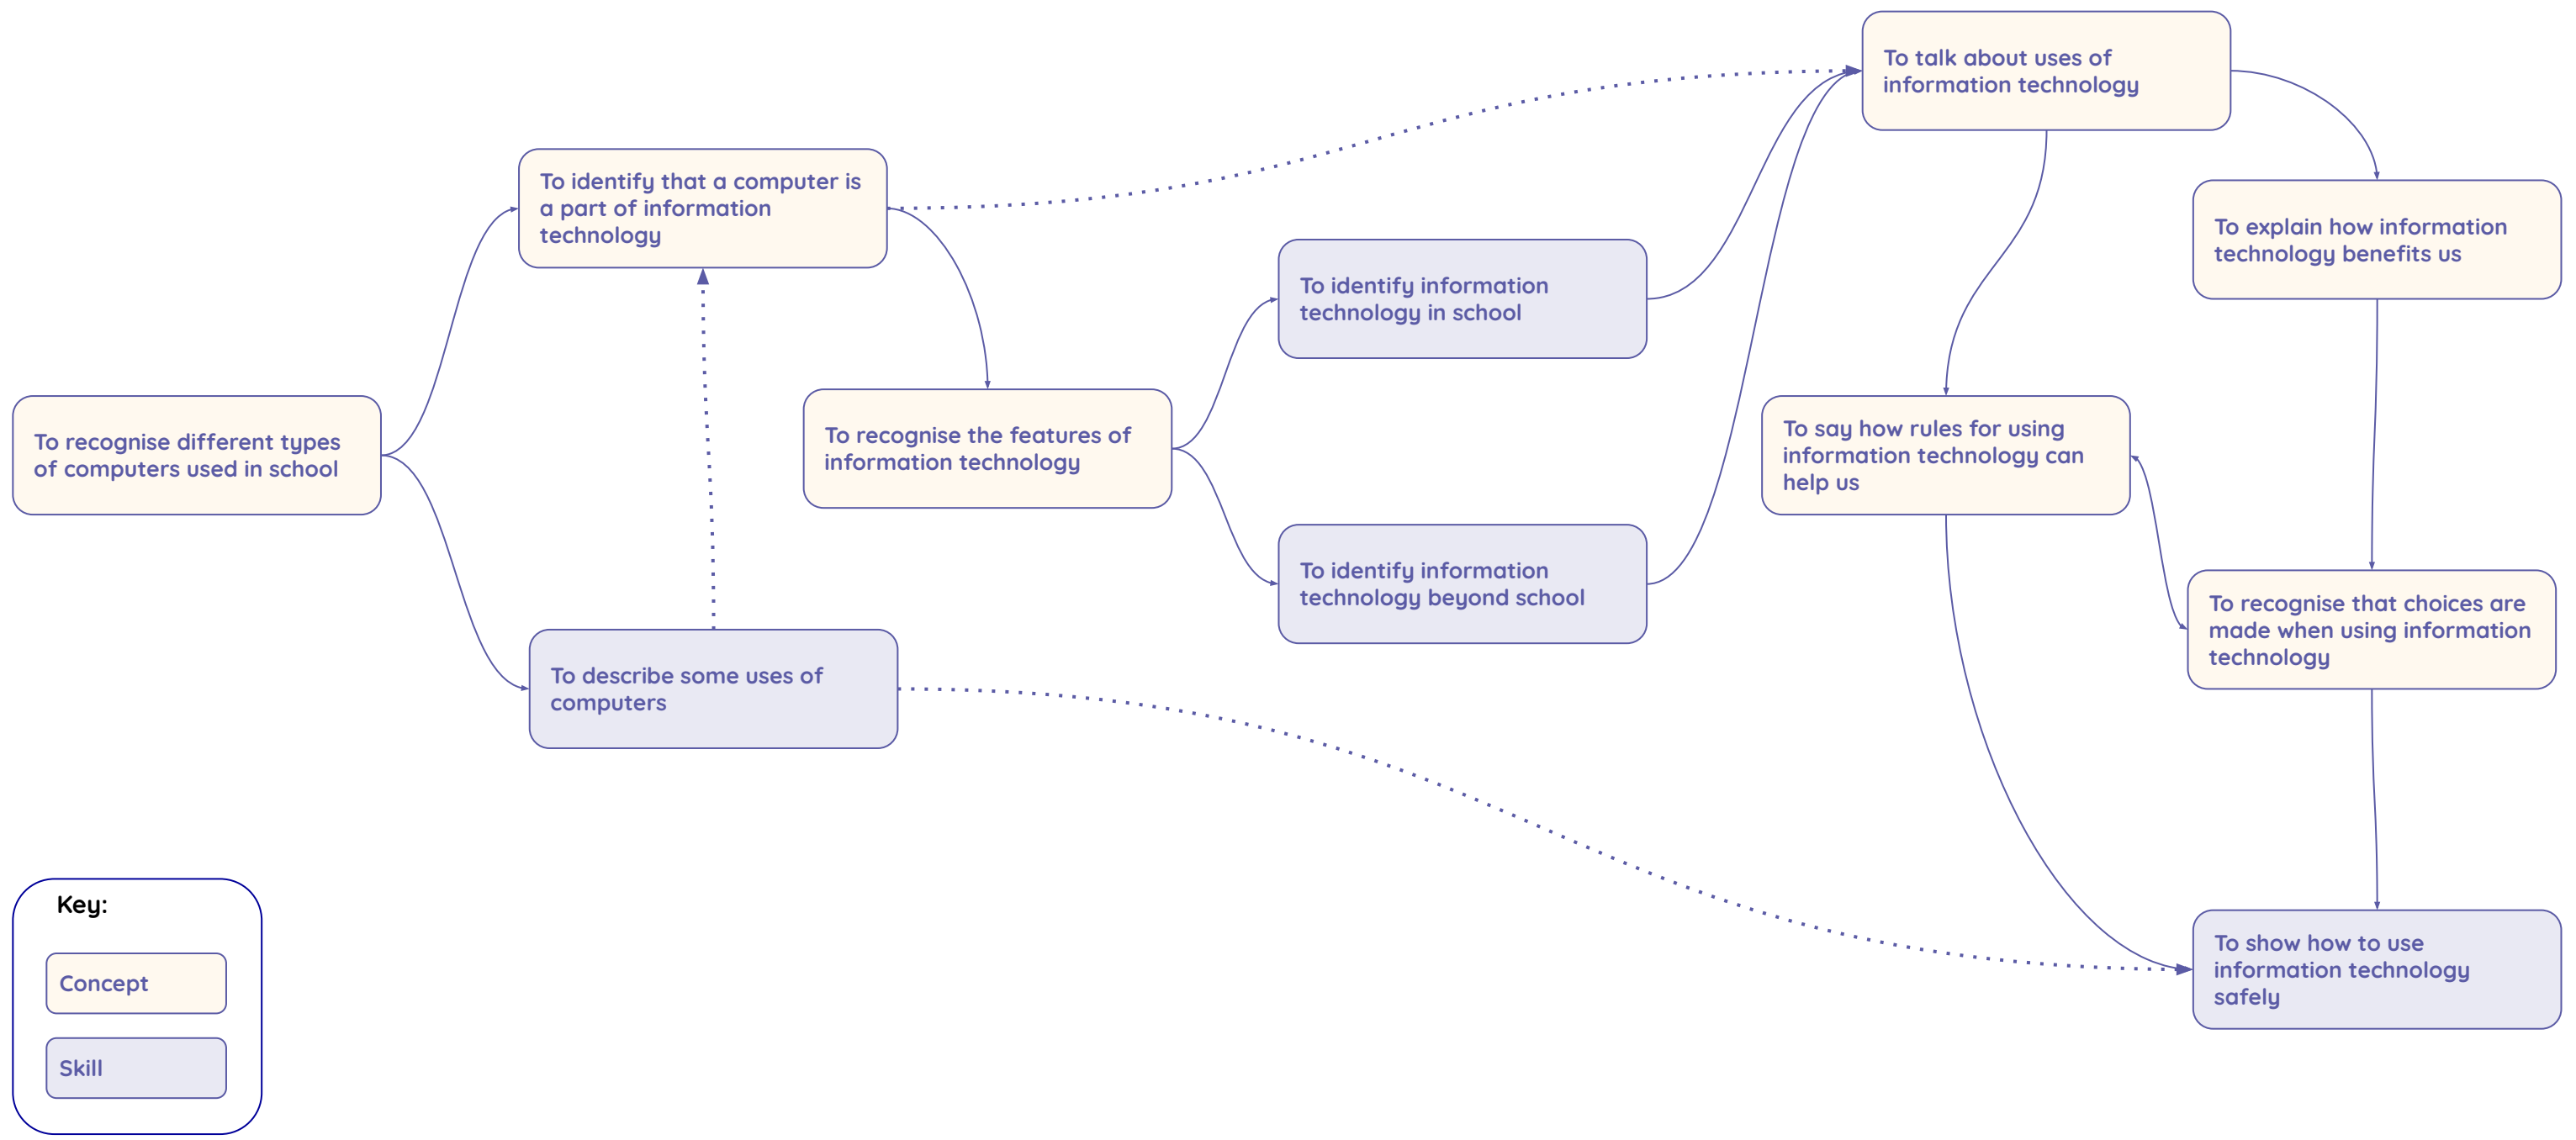 To recognise different types
of computers used in school
To identify that a computer is
a part of information
technology
To describe some uses of
computers
To recognise the features of
information technology
To identify information
technology in school
To identify information
technology beyond school
To talk about uses of
information technology
To explain how information
technology benefits us
To say how rules for using
information technology can
help us
To recognise that choices are
made when using information
technology
To show how to use
information technology
safely
Key:
Concept
Skill